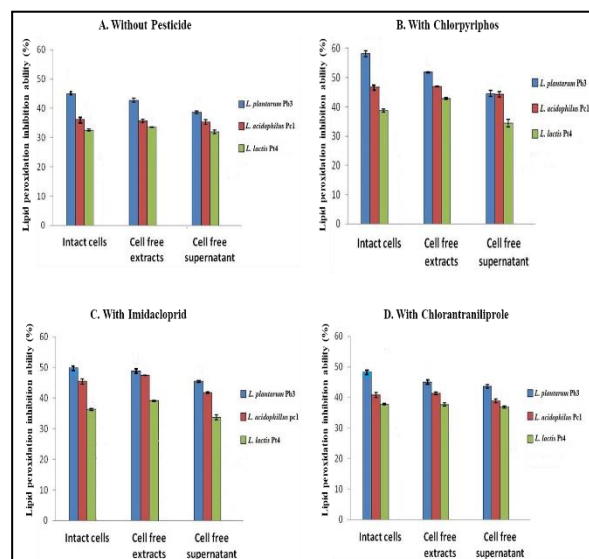 A. Without Pesticide
Lipid peroxidation inhibition ability (%)
50
40
30
20
10
0
Intact cells
Cell free
extracts
Cell free
supernatant
L. plantarum Ph3
L. acidophilus Pc1
L. lactis Pt4
B. With Chlorpyriphos
Lipid peroxidation inhibition ability (%)
70
60
50
40
30
20
10
0
Intact cells
Cell free
extracts
Cell free
supernatant
L. plantarum Ph3
L. acidophilus Pc1
L. lactis Pt4
C. With Imidacloprid
Lipid peroxidation inhibition ability (%)
60
50
40
30
20
10
0
Intact cells
Cell free
extracts
Cell free
supernatant
L. plantarum Ph3
L. acidophilus pc1
L. lactis Pt4
D. With Chlorantraniliprole
Lipid peroxidation inhibition ability (%)
60
50
40
30
20
10
0
Intact cells
Cell free
extracts
Cell free
supernatant
L. plantarum Ph3
L. acidophilus Pc1
L. lactis Pt4